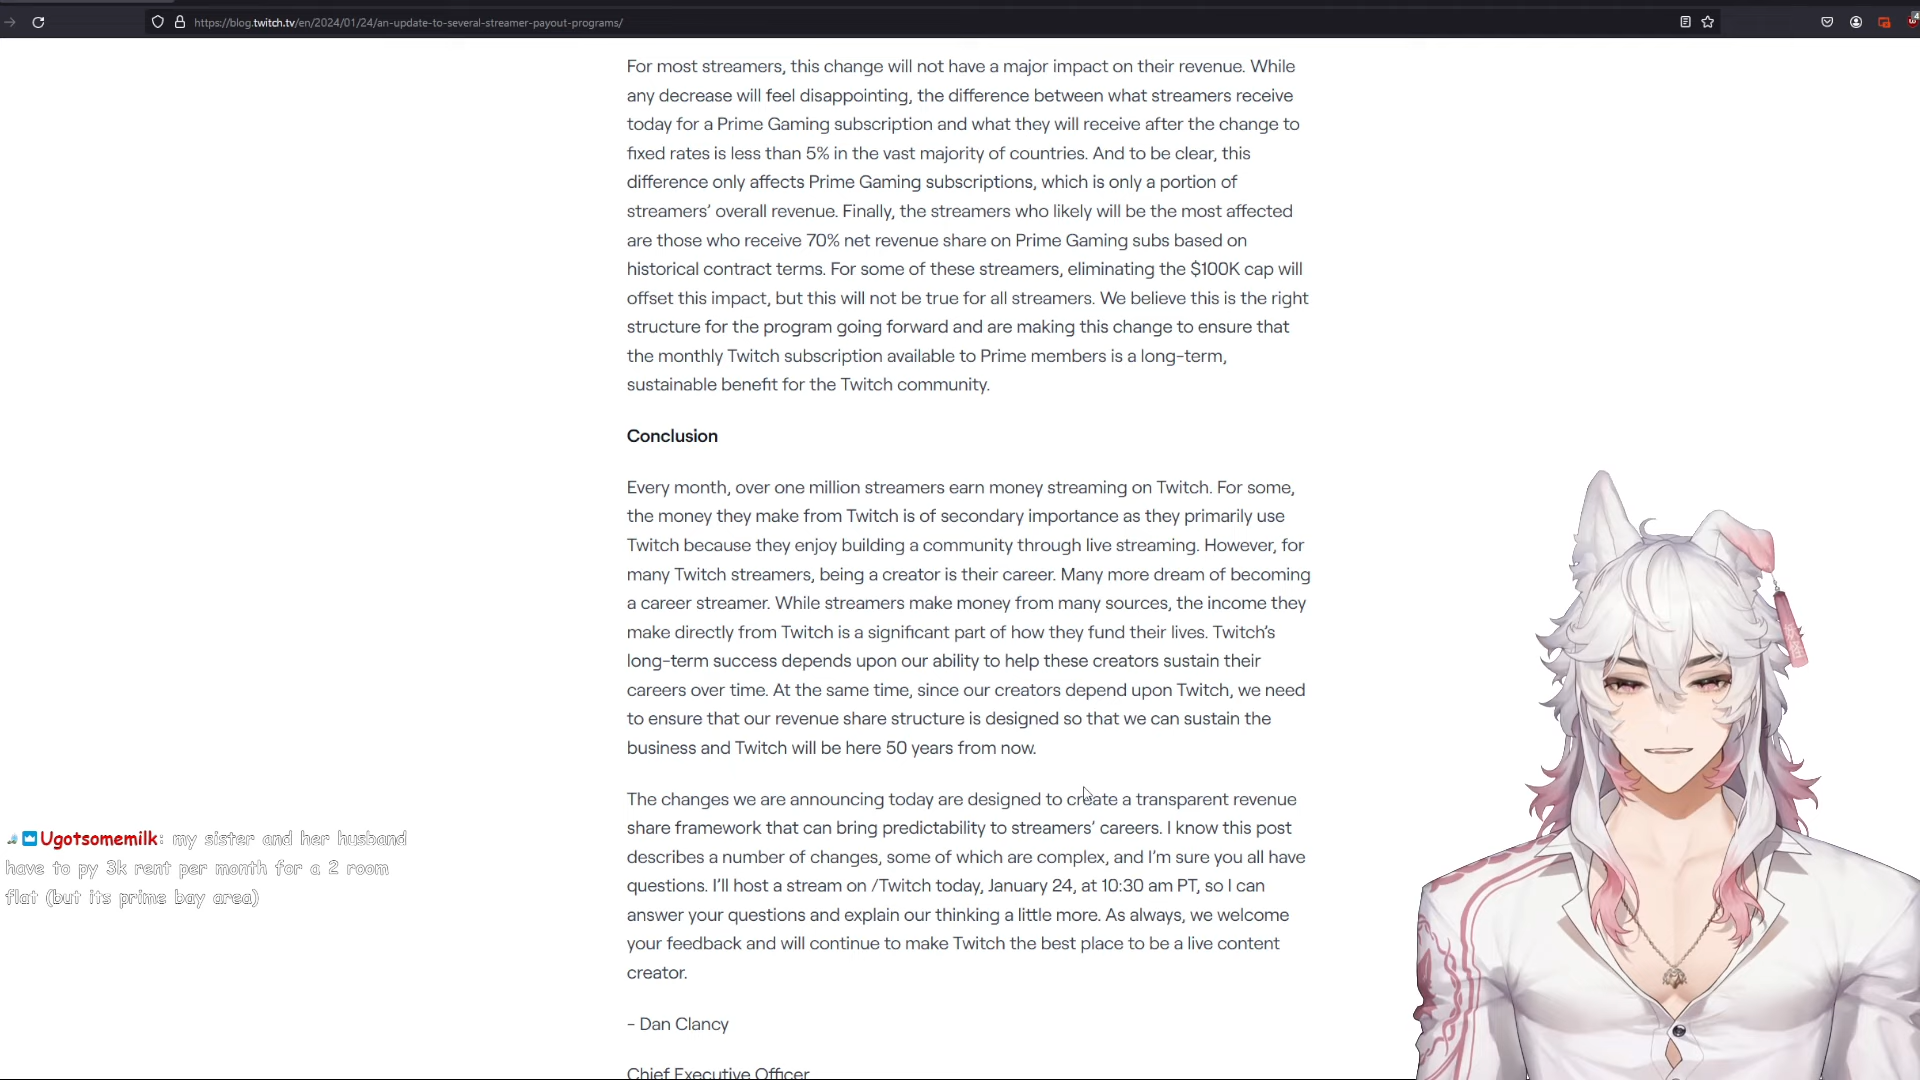 https://blog.twitch.tv/en/2024/01/24/an-update-to-several-streamer-payout-programs/
For most streamers, this change will not have a major impact on their revenue. While
any decrease will feel disappointing, the difference between what streamers receive
today for a Prime Gaming subscription and what they will receive after the change to
fixed rates is less than 5% in the vast majority of countries. And to be clear, this
difference only affects Prime Gaming subscriptions, which is only a portion of
streamers’ overall revenue. Finally, the streamers who likely will be the most affected
are those who receive 70% net revenue share on Prime Gaming subs based on
historical contract terms. For some of these streamers, eliminating the $100K cap will
offset this impact, but this will not be true for all streamers. We believe this is the right
structure for the program going forward and are making this change to ensure that
the monthly Twitch subscription available to Prime members is a long-term,
sustainable benefit for the Twitch community.
Conclusion
Every month, over one million streamers earn money streaming on Twitch. For some,
the money they make from Twitch is of secondary importance as they primarily use
Twitch because they enjoy building a community through live streaming. However, for
many Twitch streamers, being a creator is their career. Many more dream of becoming
a career streamer. While streamers make money from many sources, the income they
make directly from Twitch is a significant part of how they fund their lives. Twitch’s
long-term success depends upon our ability to help these creators sustain their
careers over time. At the same time, since our creators depend upon Twitch, we need
to ensure that our revenue share structure is designed so that we can sustain the
business and Twitch will be here 50 years from now.
The changes we are announcing today are designed to create a transparent revenue
share framework that can bring predictability to streamers’ careers. I know this post
describes a number of changes, some of which are complex, and I’m sure you all have
questions. I’ll host a stream on /Twitch today, January 24, at 10:30 am PT, so I can
answer your questions and explain our thinking a little more. As always, we welcome
your feedback and will continue to make Twitch the best place to be a live content
creator.
– Dan Clancy
Chief Executive Officer
Ugotsomemilk: my sister and her husband
have to py 3k rent per month for a 2 room
flat (but its prime bay area)